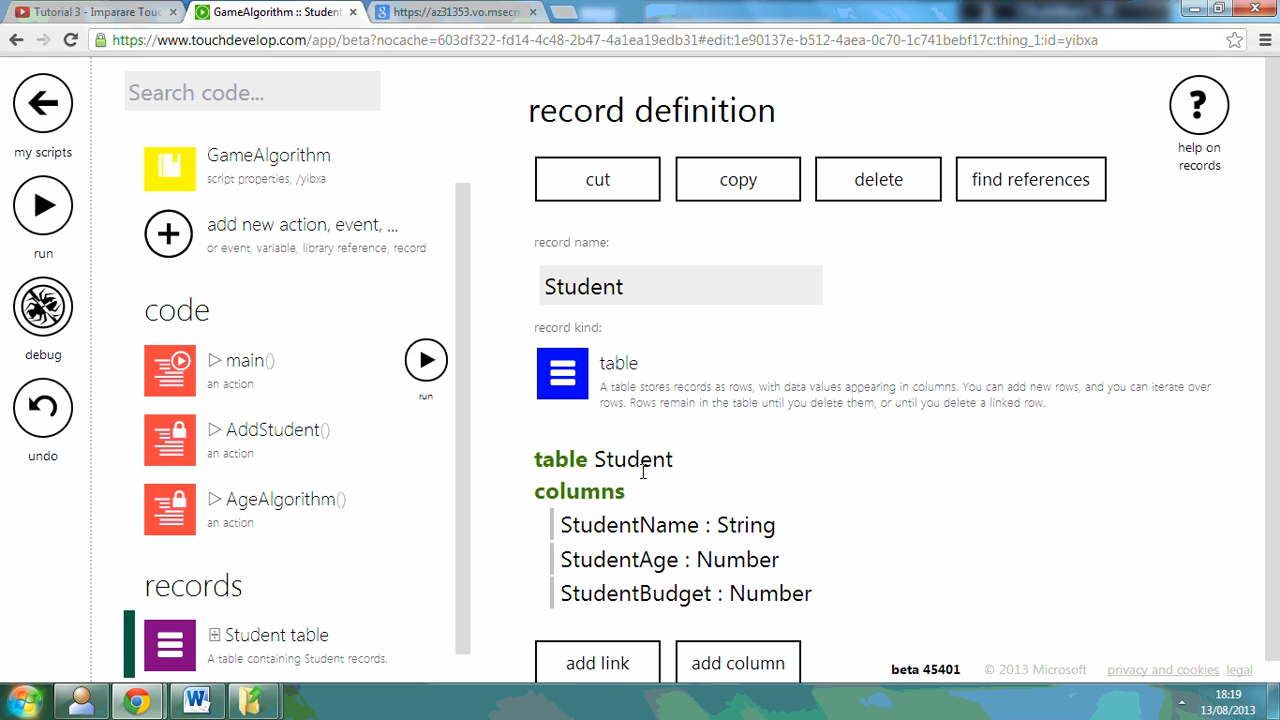 Tutorial 3 - Imparare Touc
GameAlgorithm :: Student
https://az31353.vo.msecn
https://www.touchdevelop.com/app/beta?nocache=603df322-fd14-4c48-2b47-4a1ea19edb31#edit:1e90137e-b512-4aea-0c70-1c741bebf17c:thing_1:id=yibxa
my scripts
run
debug
undo
Search code...
GameAlgorithm
script properties, /yibxa
add new action, event, ...
or event, variable, library reference, record
code
▷ main()
an action
run
▷ AddStudent()
an action
▷ AgeAlgorithm()
an action
records
Student table
A table containing Student records.
record definition
cut
copy
delete
find references
?
help on
records
record name:
Student
record kind:
table
A table stores records as rows, with data values appearing in columns. You can add new rows, and you can iterate over
rows. Rows remain in the table until you delete them, or until you delete a linked row.
table Student
columns
StudentName : String
StudentAge : Number
StudentBudget : Number
add link
add column
beta 45401
© 2013 Microsoft
privacy and cookies
legal
18:19
13/08/2013